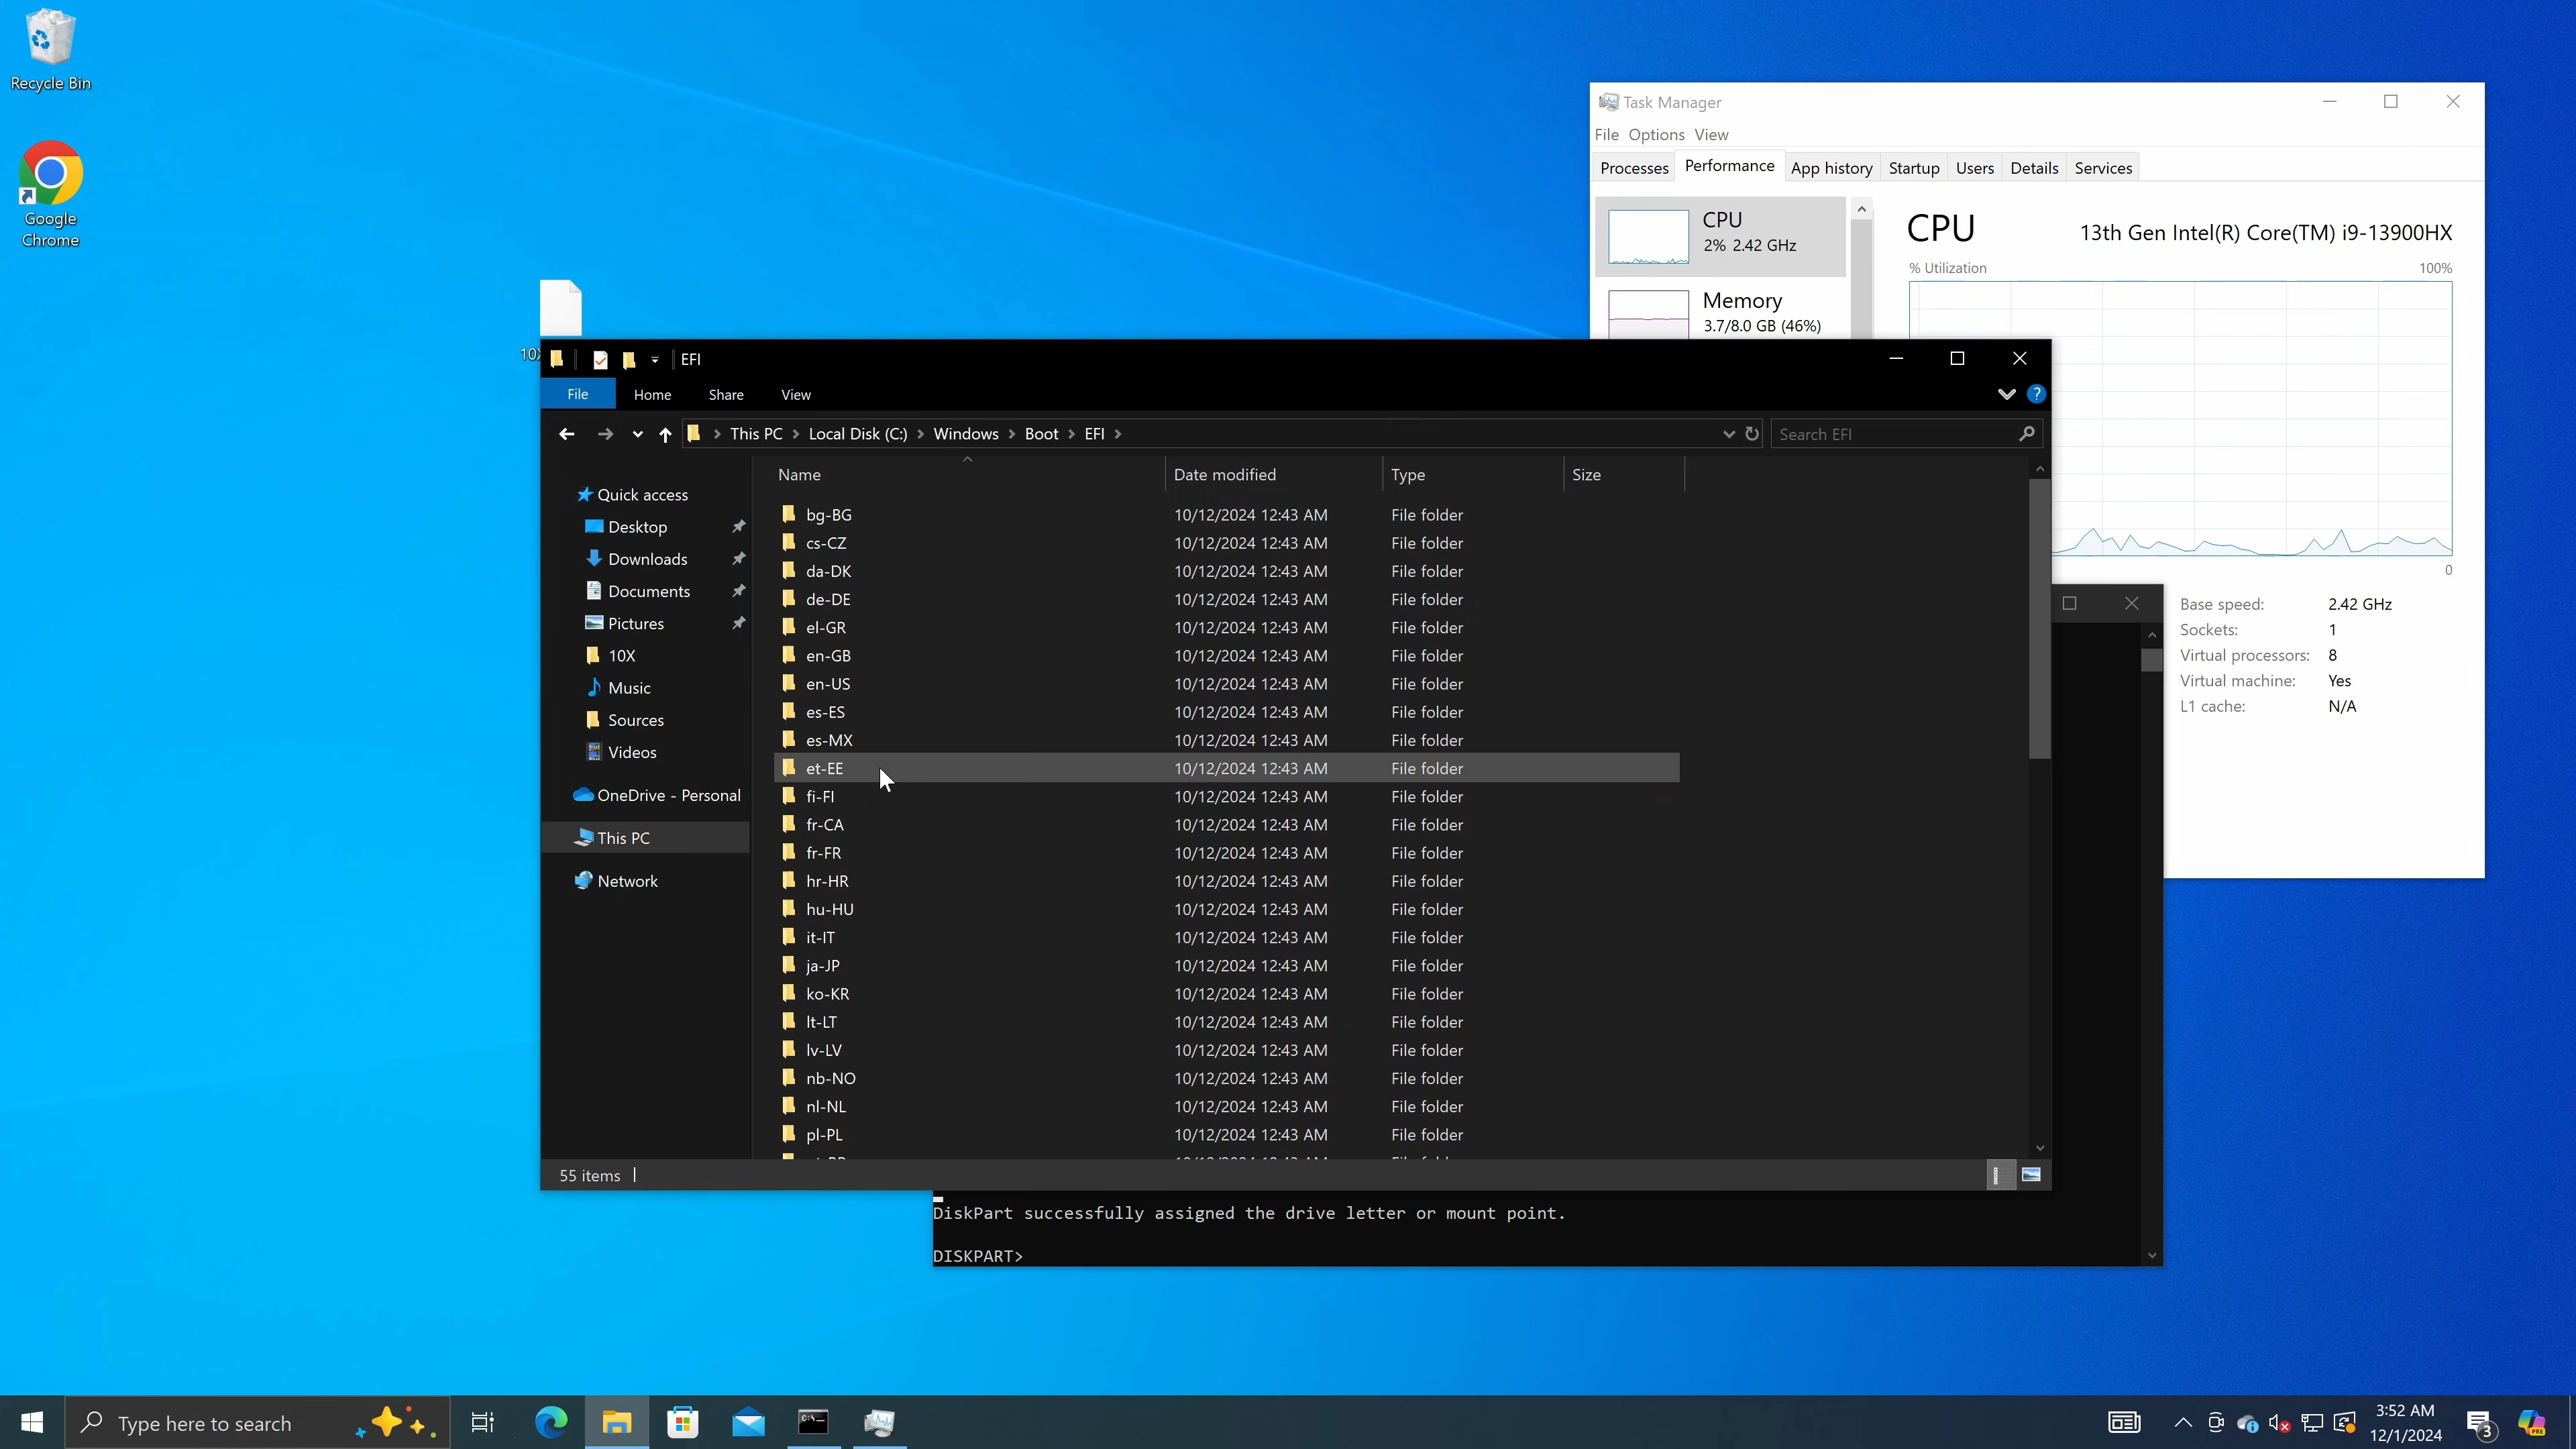 Recycle Bin
Google
Chrome
10X
Task Manager
File Options View
Processes Performance App history Startup Users Details Services
CPU
2% 2.42 GHz
Memory
3.7/8.0 GB (46%)
CPU 13th Gen Intel(R) Core(TM) i9-13900HX
% Utilization 100%
0
Base speed: 2.42 GHz
Sockets: 1
Virtual processors: 8
Virtual machine: Yes
L1 cache: N/A
EFI
File Home Share View
?
This PC > Local Disk (C:) > Windows > Boot > EFI >
Search EFI
Quick access
Desktop
Downloads
Documents
Pictures
10X
Music
Sources
Videos
OneDrive - Personal
This PC
Network
Name Date modified Type Size
bg-BG 10/12/2024 12:43 AM File folder
cs-CZ 10/12/2024 12:43 AM File folder
da-DK 10/12/2024 12:43 AM File folder
de-DE 10/12/2024 12:43 AM File folder
el-GR 10/12/2024 12:43 AM File folder
en-GB 10/12/2024 12:43 AM File folder
en-US 10/12/2024 12:43 AM File folder
es-ES 10/12/2024 12:43 AM File folder
es-MX 10/12/2024 12:43 AM File folder
et-EE 10/12/2024 12:43 AM File folder
fi-FI 10/12/2024 12:43 AM File folder
fr-CA 10/12/2024 12:43 AM File folder
fr-FR 10/12/2024 12:43 AM File folder
hr-HR 10/12/2024 12:43 AM File folder
hu-HU 10/12/2024 12:43 AM File folder
it-IT 10/12/2024 12:43 AM File folder
ja-JP 10/12/2024 12:43 AM File folder
ko-KR 10/12/2024 12:43 AM File folder
lt-LT 10/12/2024 12:43 AM File folder
lv-LV 10/12/2024 12:43 AM File folder
nb-NO 10/12/2024 12:43 AM File folder
nl-NL 10/12/2024 12:43 AM File folder
pl-PL 10/12/2024 12:43 AM File folder
55 items
DiskPart successfully assigned the drive letter or mount point.
DISKPART>
Type here to search
3:52 AM
12/1/2024
3
PRE